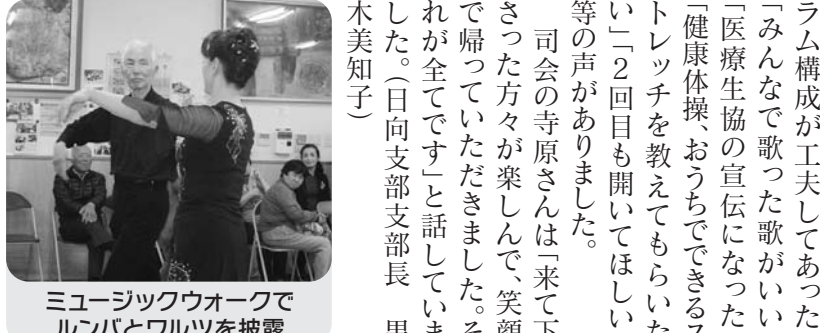 ラム構成が工夫してあった
「みんなで歌った歌がいい
「医療生協の宣伝になった
「健康体操、おうちでできるス
トレッチを教えてもらいた
い」「2回目も開いてほしい
等の声がありました。
司会の寺原さんは「来て下
さった方々が楽しんで、笑顔
で帰っていただきました。そ
れが全てです」と話していま
した。（日向支部支部長
木美知子）
ミュージックウォークで
ルンバとワルツを披露